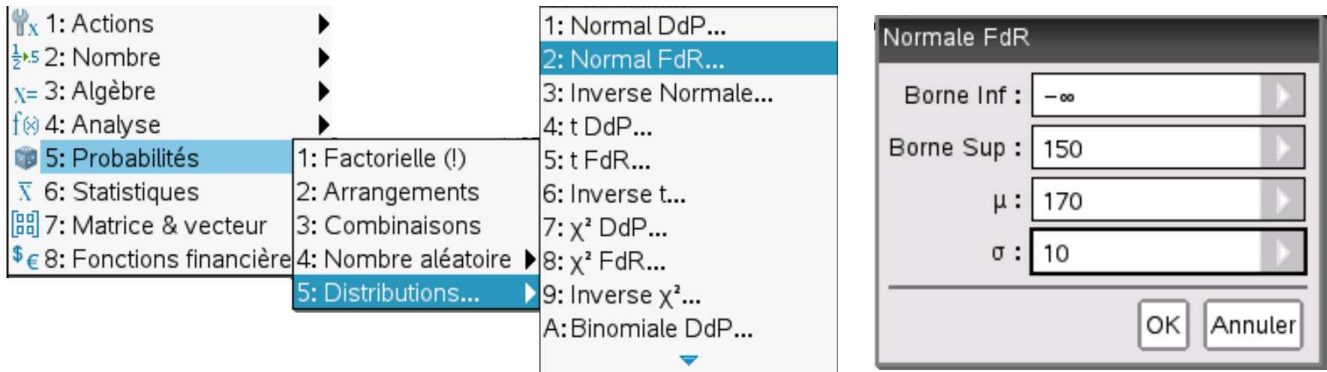 1: Actions
2: Nombre
3: Algèbre
4: Analyse
5: Probabilités
6: Statistiques
7: Matrice & vecteur
8: Fonctions financière
1: Factorielle (!)
2: Arrangements
3: Combinaisons
4: Nombre aléatoire
5: Distributions...
1: Normal DdP...
2: Normal FdR...
3: Inverse Normale...
4: t DdP...
5: t FdR...
6: Inverse t...
7: χ² DdP...
8: χ² FdR...
9: Inverse χ²...
A: Binomiale DdP...
Normale FdR
Borne Inf : -∞
Borne Sup : 150
μ : 170
σ : 10
OK Annuler